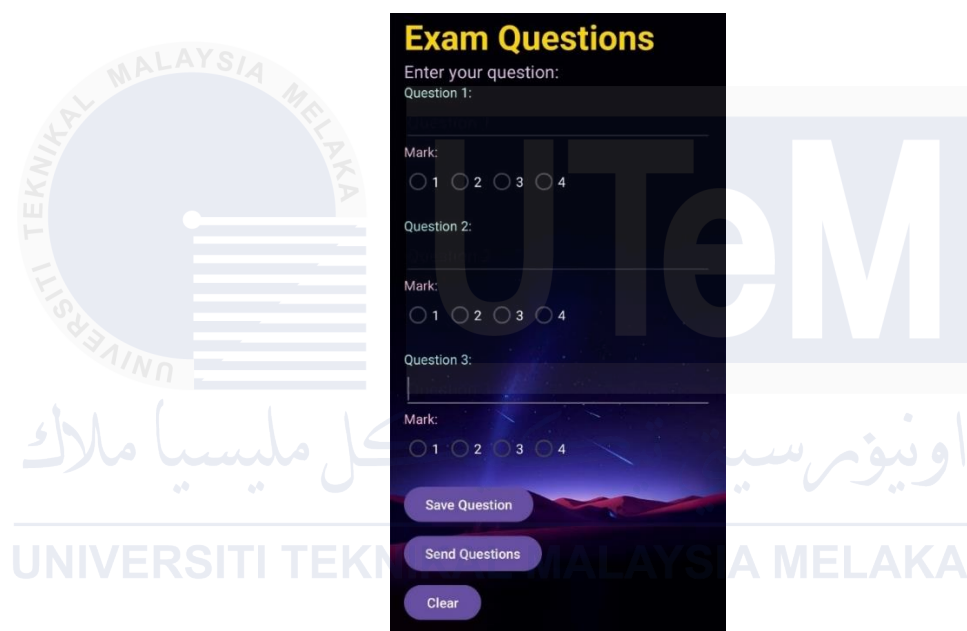 Exam Questions
Enter your question:
Question 1:
Mark:
1 2 3 4
Question 2:
Mark:
1 2 3 4
Question 3:
Mark:
1 2 3 4
Save Question
Send Questions
Clear
UNIVERSITI TEKNIKAL MALAYSIA MELAKA
UTeM
اونيۏرسيتي تيكنيكل مليسيا ملاك
UNIVERSITI TEKNIKAL MALAYSIA MELAKA